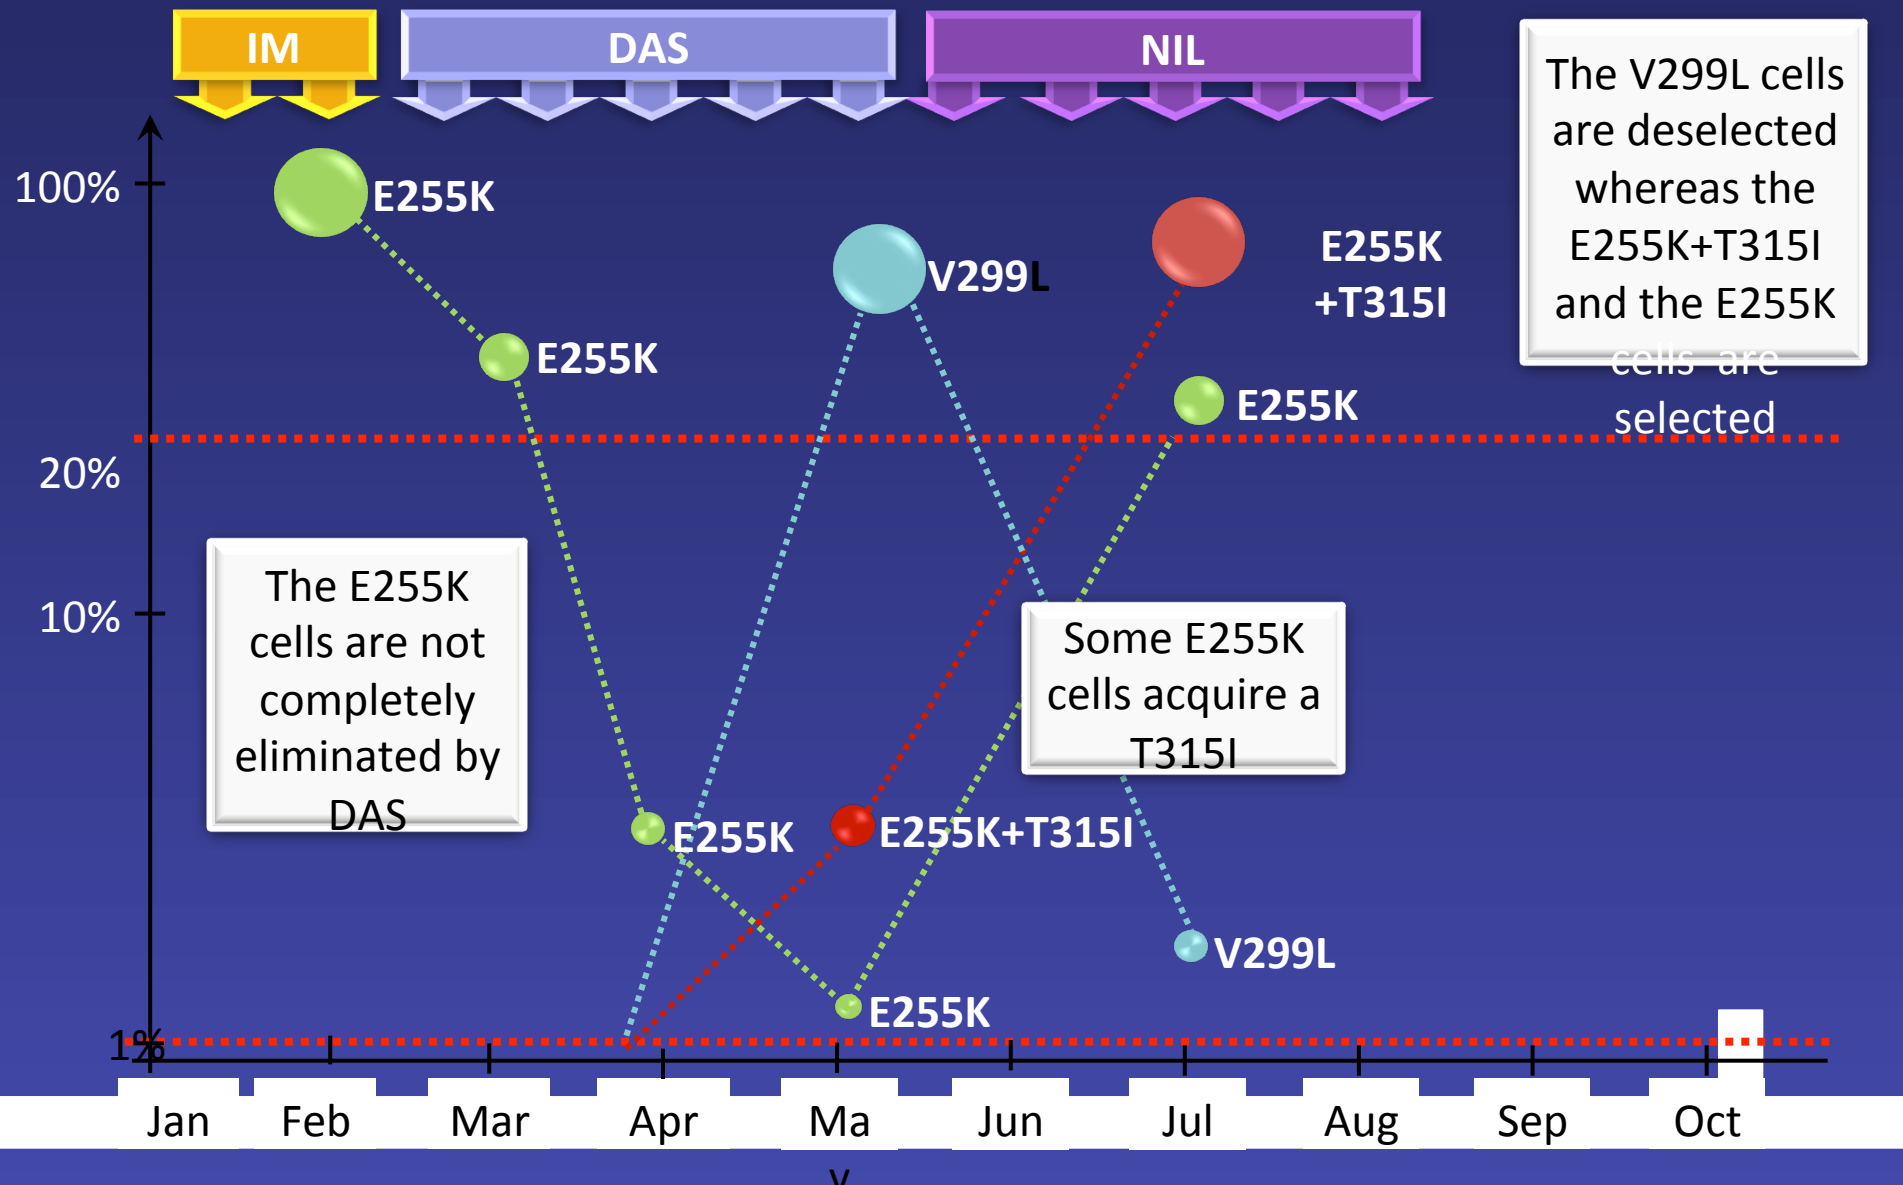 IM
DAS
NIL
The V299L cells
are deselected
whereas the
E255K+T315I
and the E255K
cells are
selected
100%
E255K
V299L
E255K
+T315I
E255K
E255K
20%
The E255K
cells are not
completely
eliminated by
DAS
10%
Some E255K
cells acquire a
T315I
E255K
E255K+T315I
V299L
E255K
1%
Jan
Feb
Mar
Apr
Ma
y
Jun
Jul
Aug
Sep
Oct